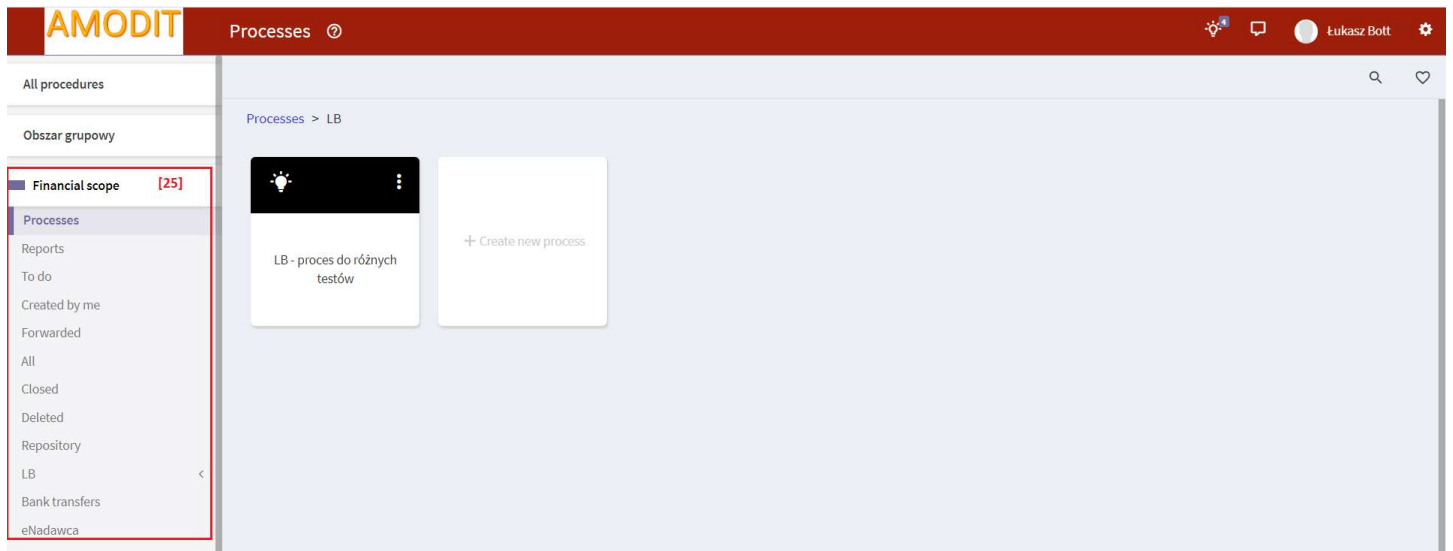 AMODIT
Processes
4
Łukasz Bott
All procedures
Obszar grupowy
Processes > LB
Financial scope [25]
Processes
Reports
To do
Created by me
Forwarded
All
Closed
Deleted
Repository
LB
Bank transfers
eNadawca
LB - proces do różnych
testów
+ Create new process